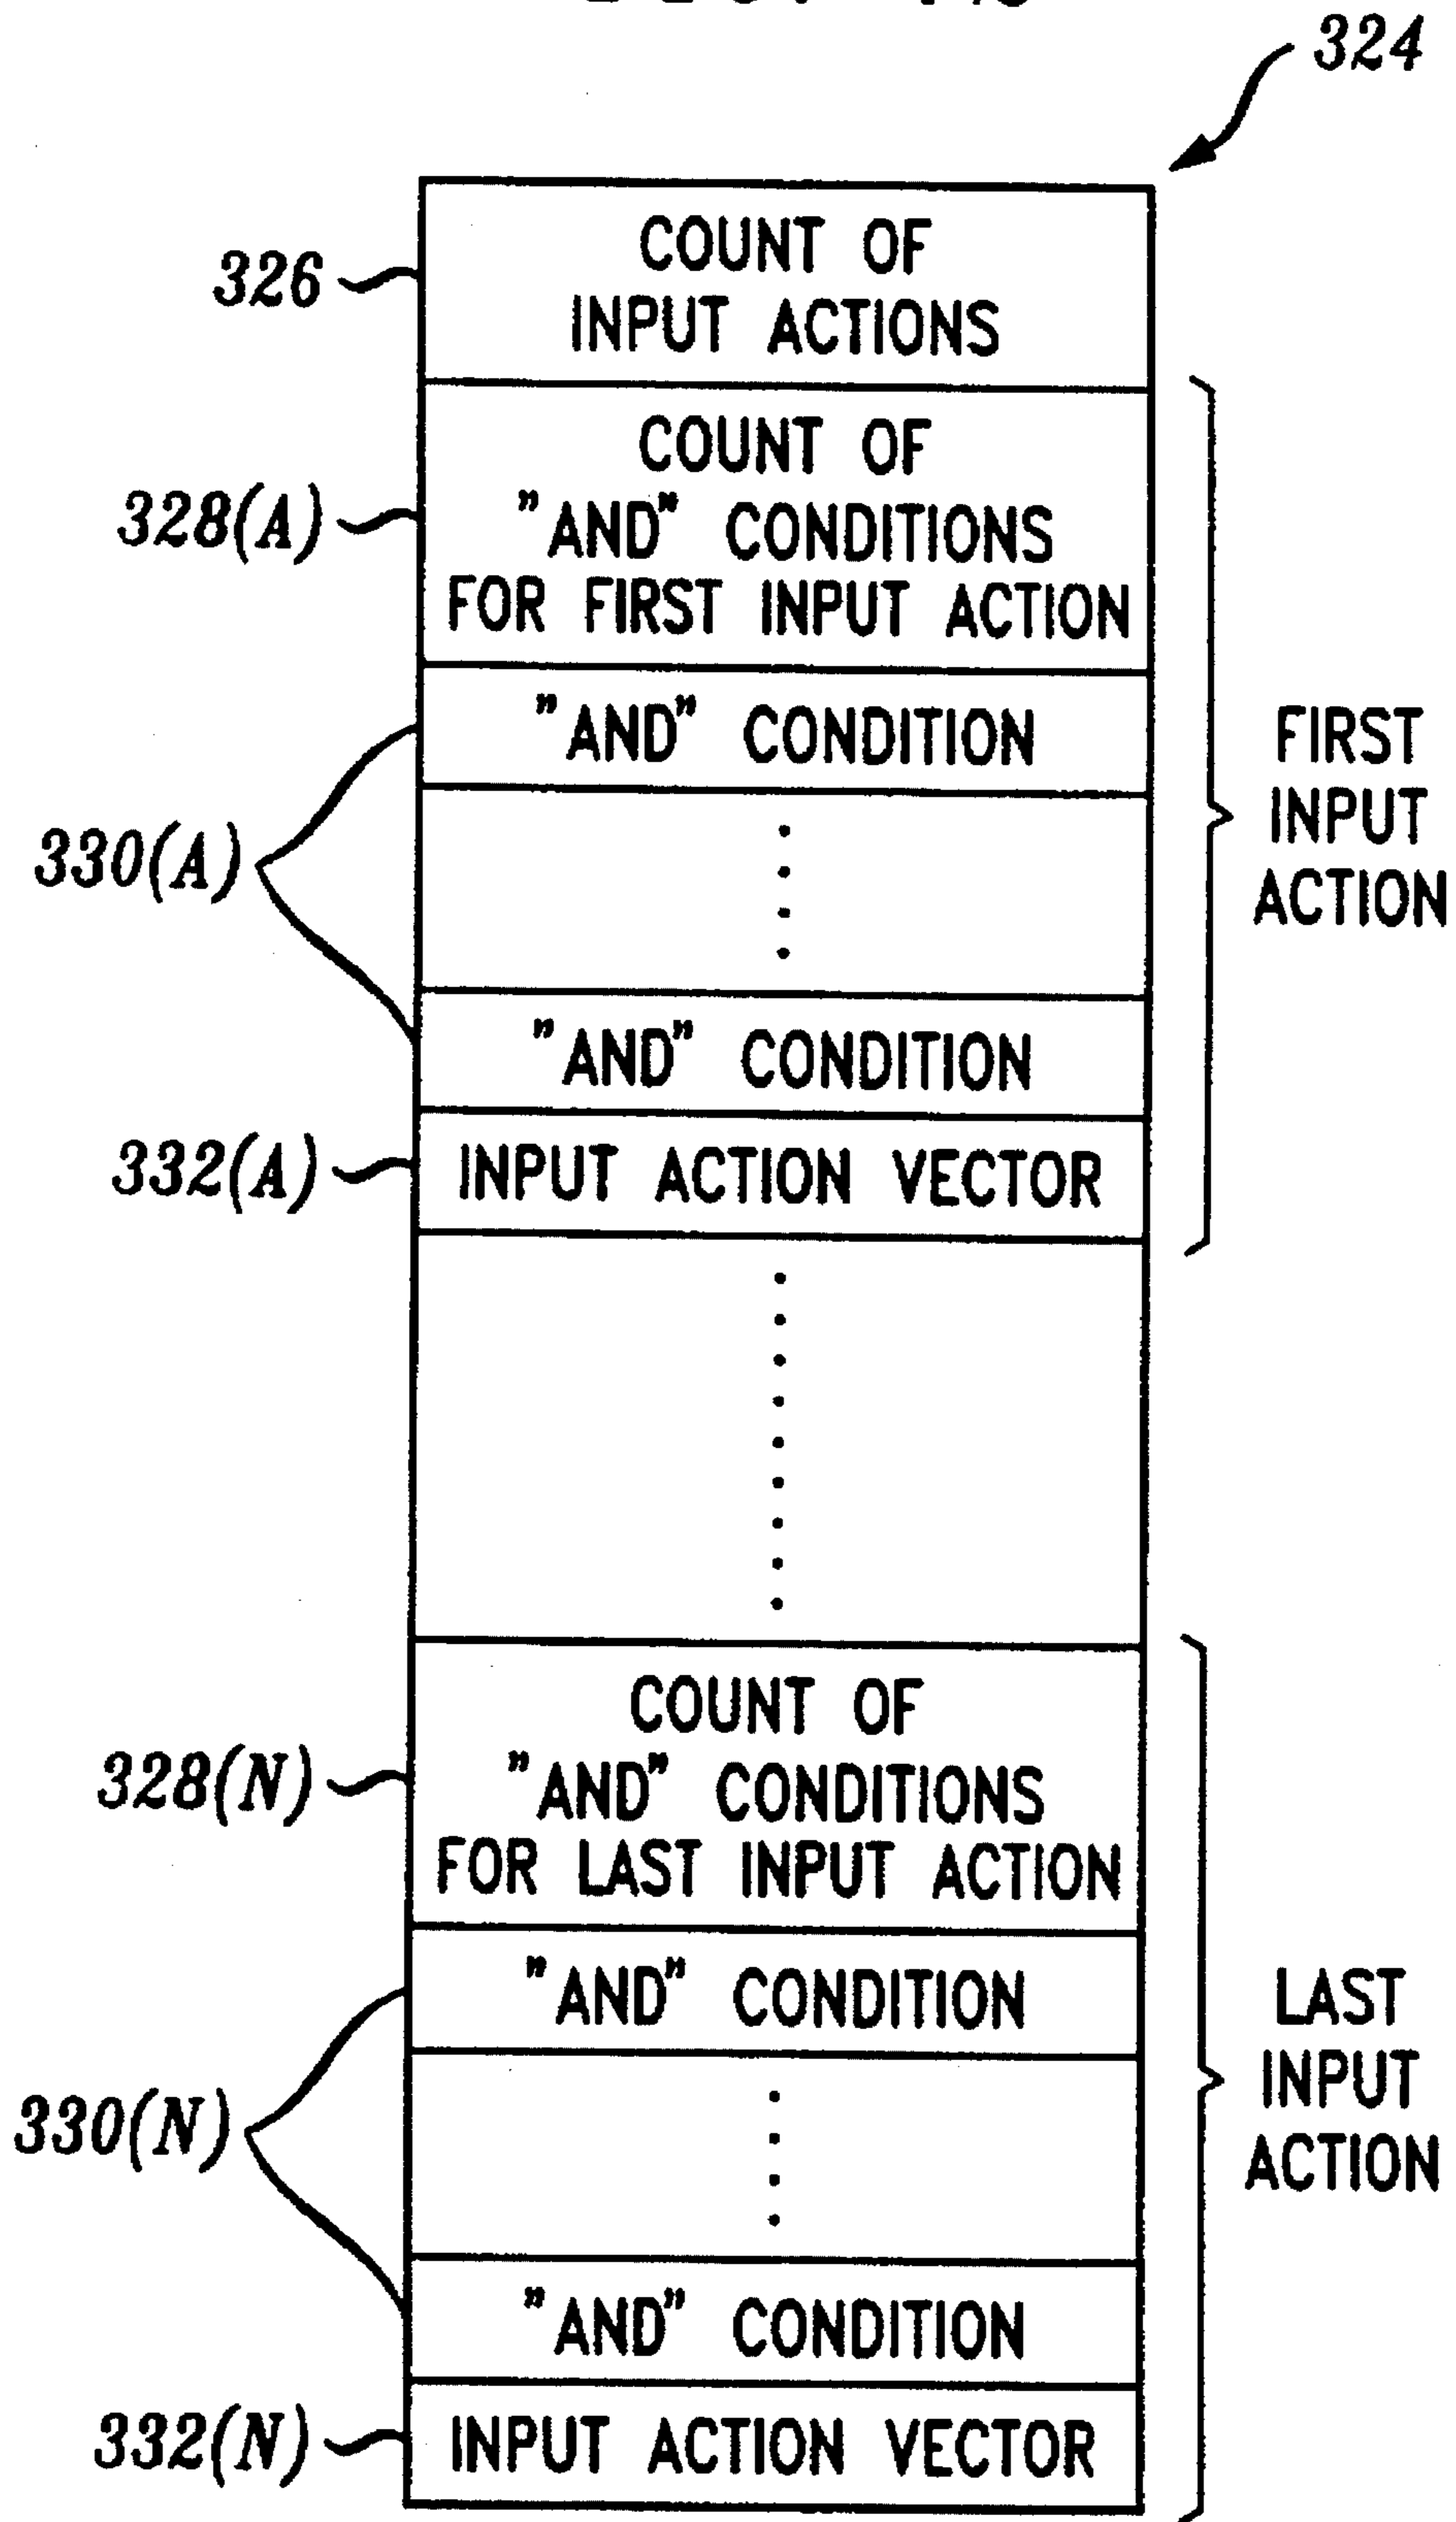 324
326
COUNT OF
INPUT ACTIONS
328(A)
COUNT OF
"AND" CONDITIONS
FOR FIRST INPUT ACTION
"AND" CONDITION
330(A)
"AND" CONDITION
332(A)
INPUT ACTION VECTOR
FIRST
INPUT
ACTION
328(N)
COUNT OF
"AND" CONDITIONS
FOR LAST INPUT ACTION
"AND" CONDITION
330(N)
"AND" CONDITION
332(N)
INPUT ACTION VECTOR
LAST
INPUT
ACTION